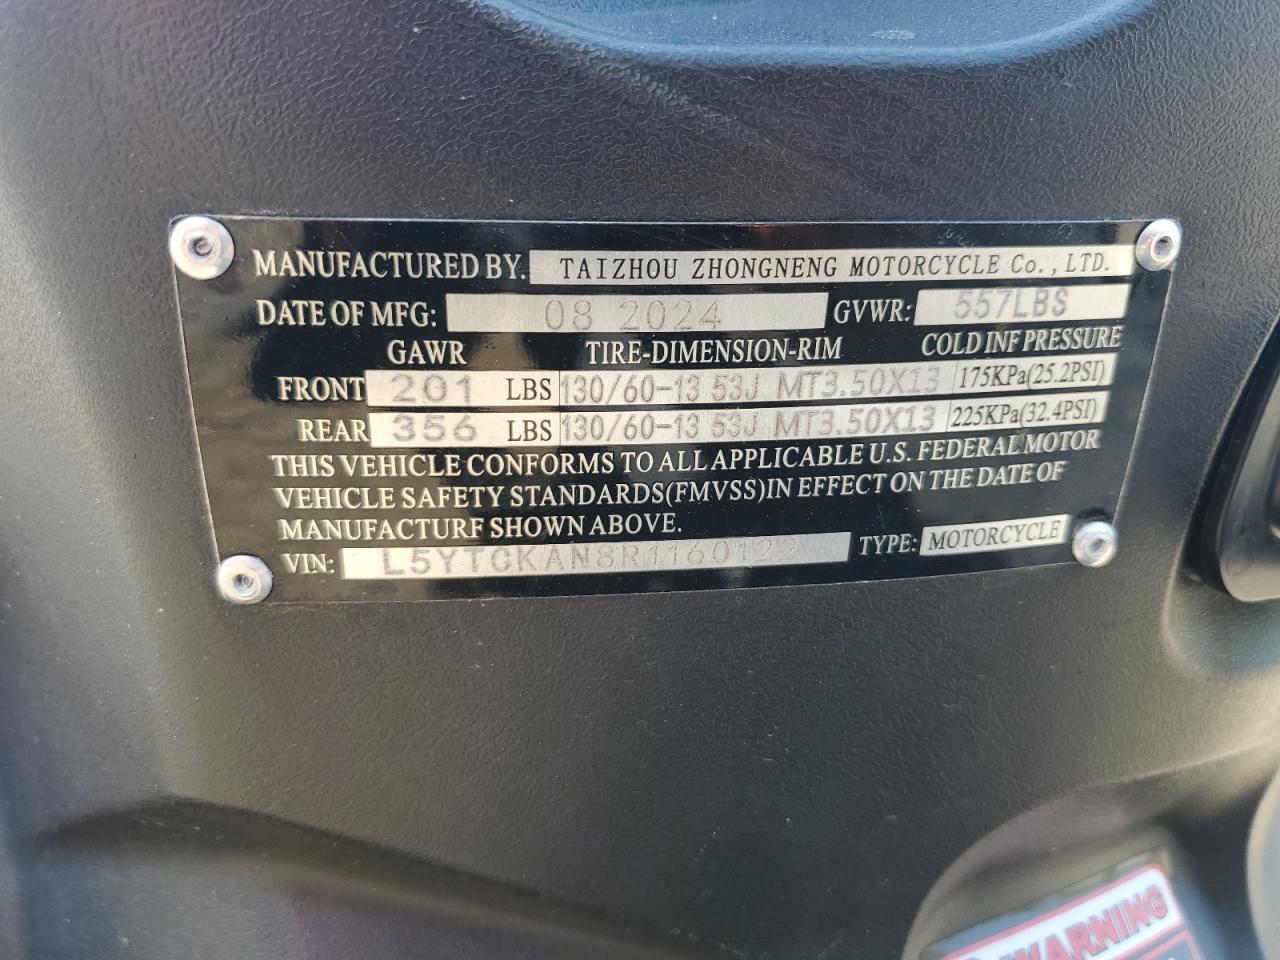 MANUFACTURED BY. TAIZHOU ZHONGNENG MOTORCYCLE Co.,LTD.
DATE OF MFG: 08 2024 GVWR: 557LBS
GAWR TIRE-DIMENSION-RIM COLD INF PRESSURE
FRONT 201 LBS 130/60-13 53J MT3.50X13 175KPa(25.2PSI)
REAR 356 LBS 130/60-13 53J MT3.50X13 225KPa(32.4PSI)
THIS VEHICLE CONFORMS TO ALL APPLICABLE U.S. FEDERAL MOTOR
VEHICLE SAFETY STANDARDS(FMVSS)IN EFFECT ON THE DATE OF
MANUFACTURF SHOWN ABOVE.
VIN: L5YTCKAN8R1160122 TYPE: MOTORCYCLE
WARNING